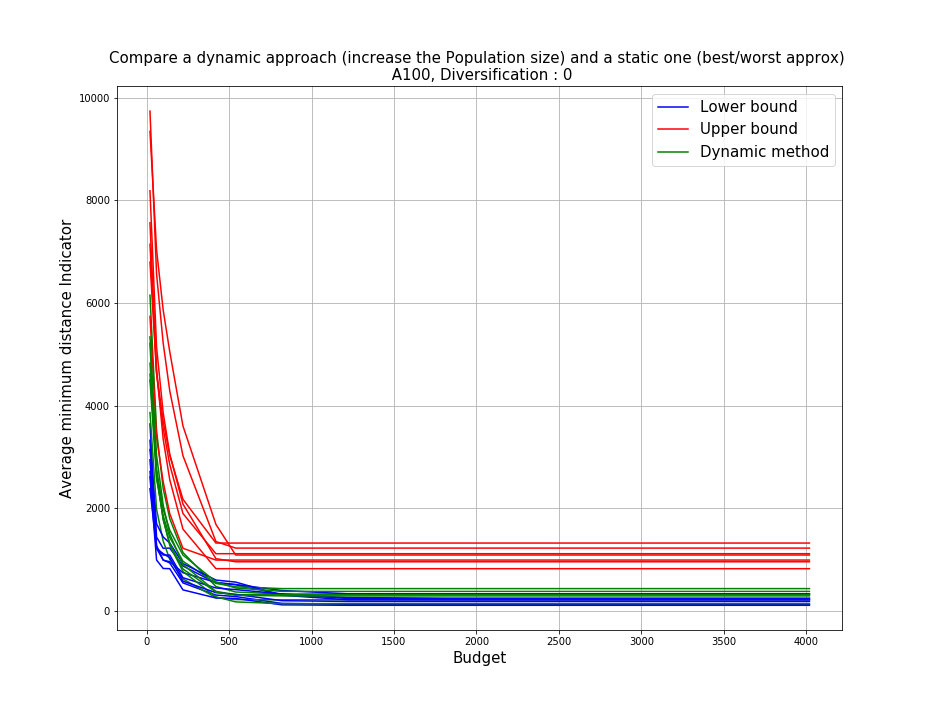 Compare a dynamic approach (increase the Population size) and a static one (best/worst approx)
A100, Diversification : 0
Lower bound
Upper bound
Dynamic method
Average minimum distance Indicator
10000
8000
6000
4000
2000
0
0 500 1000 1500 2000 2500 3000 3500 4000
Budget